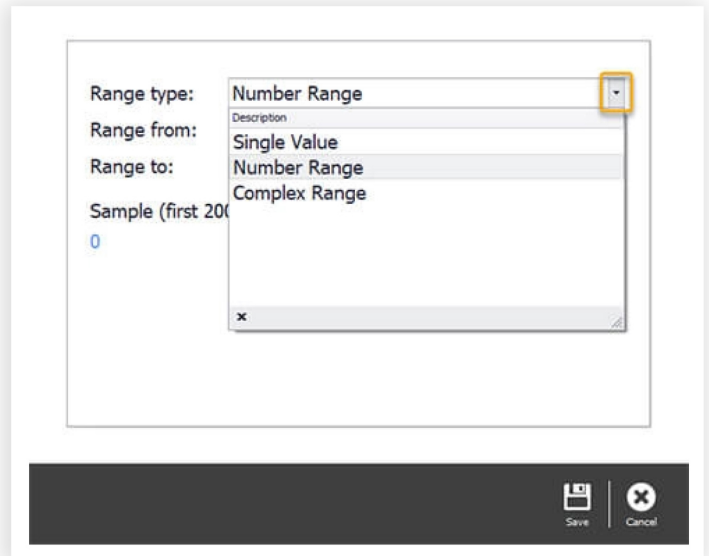 Range type: Number Range
Description
Range from:
Single Value
Range to:
Number Range
Complex Range
Sample (first 200
0
Save
Cancel